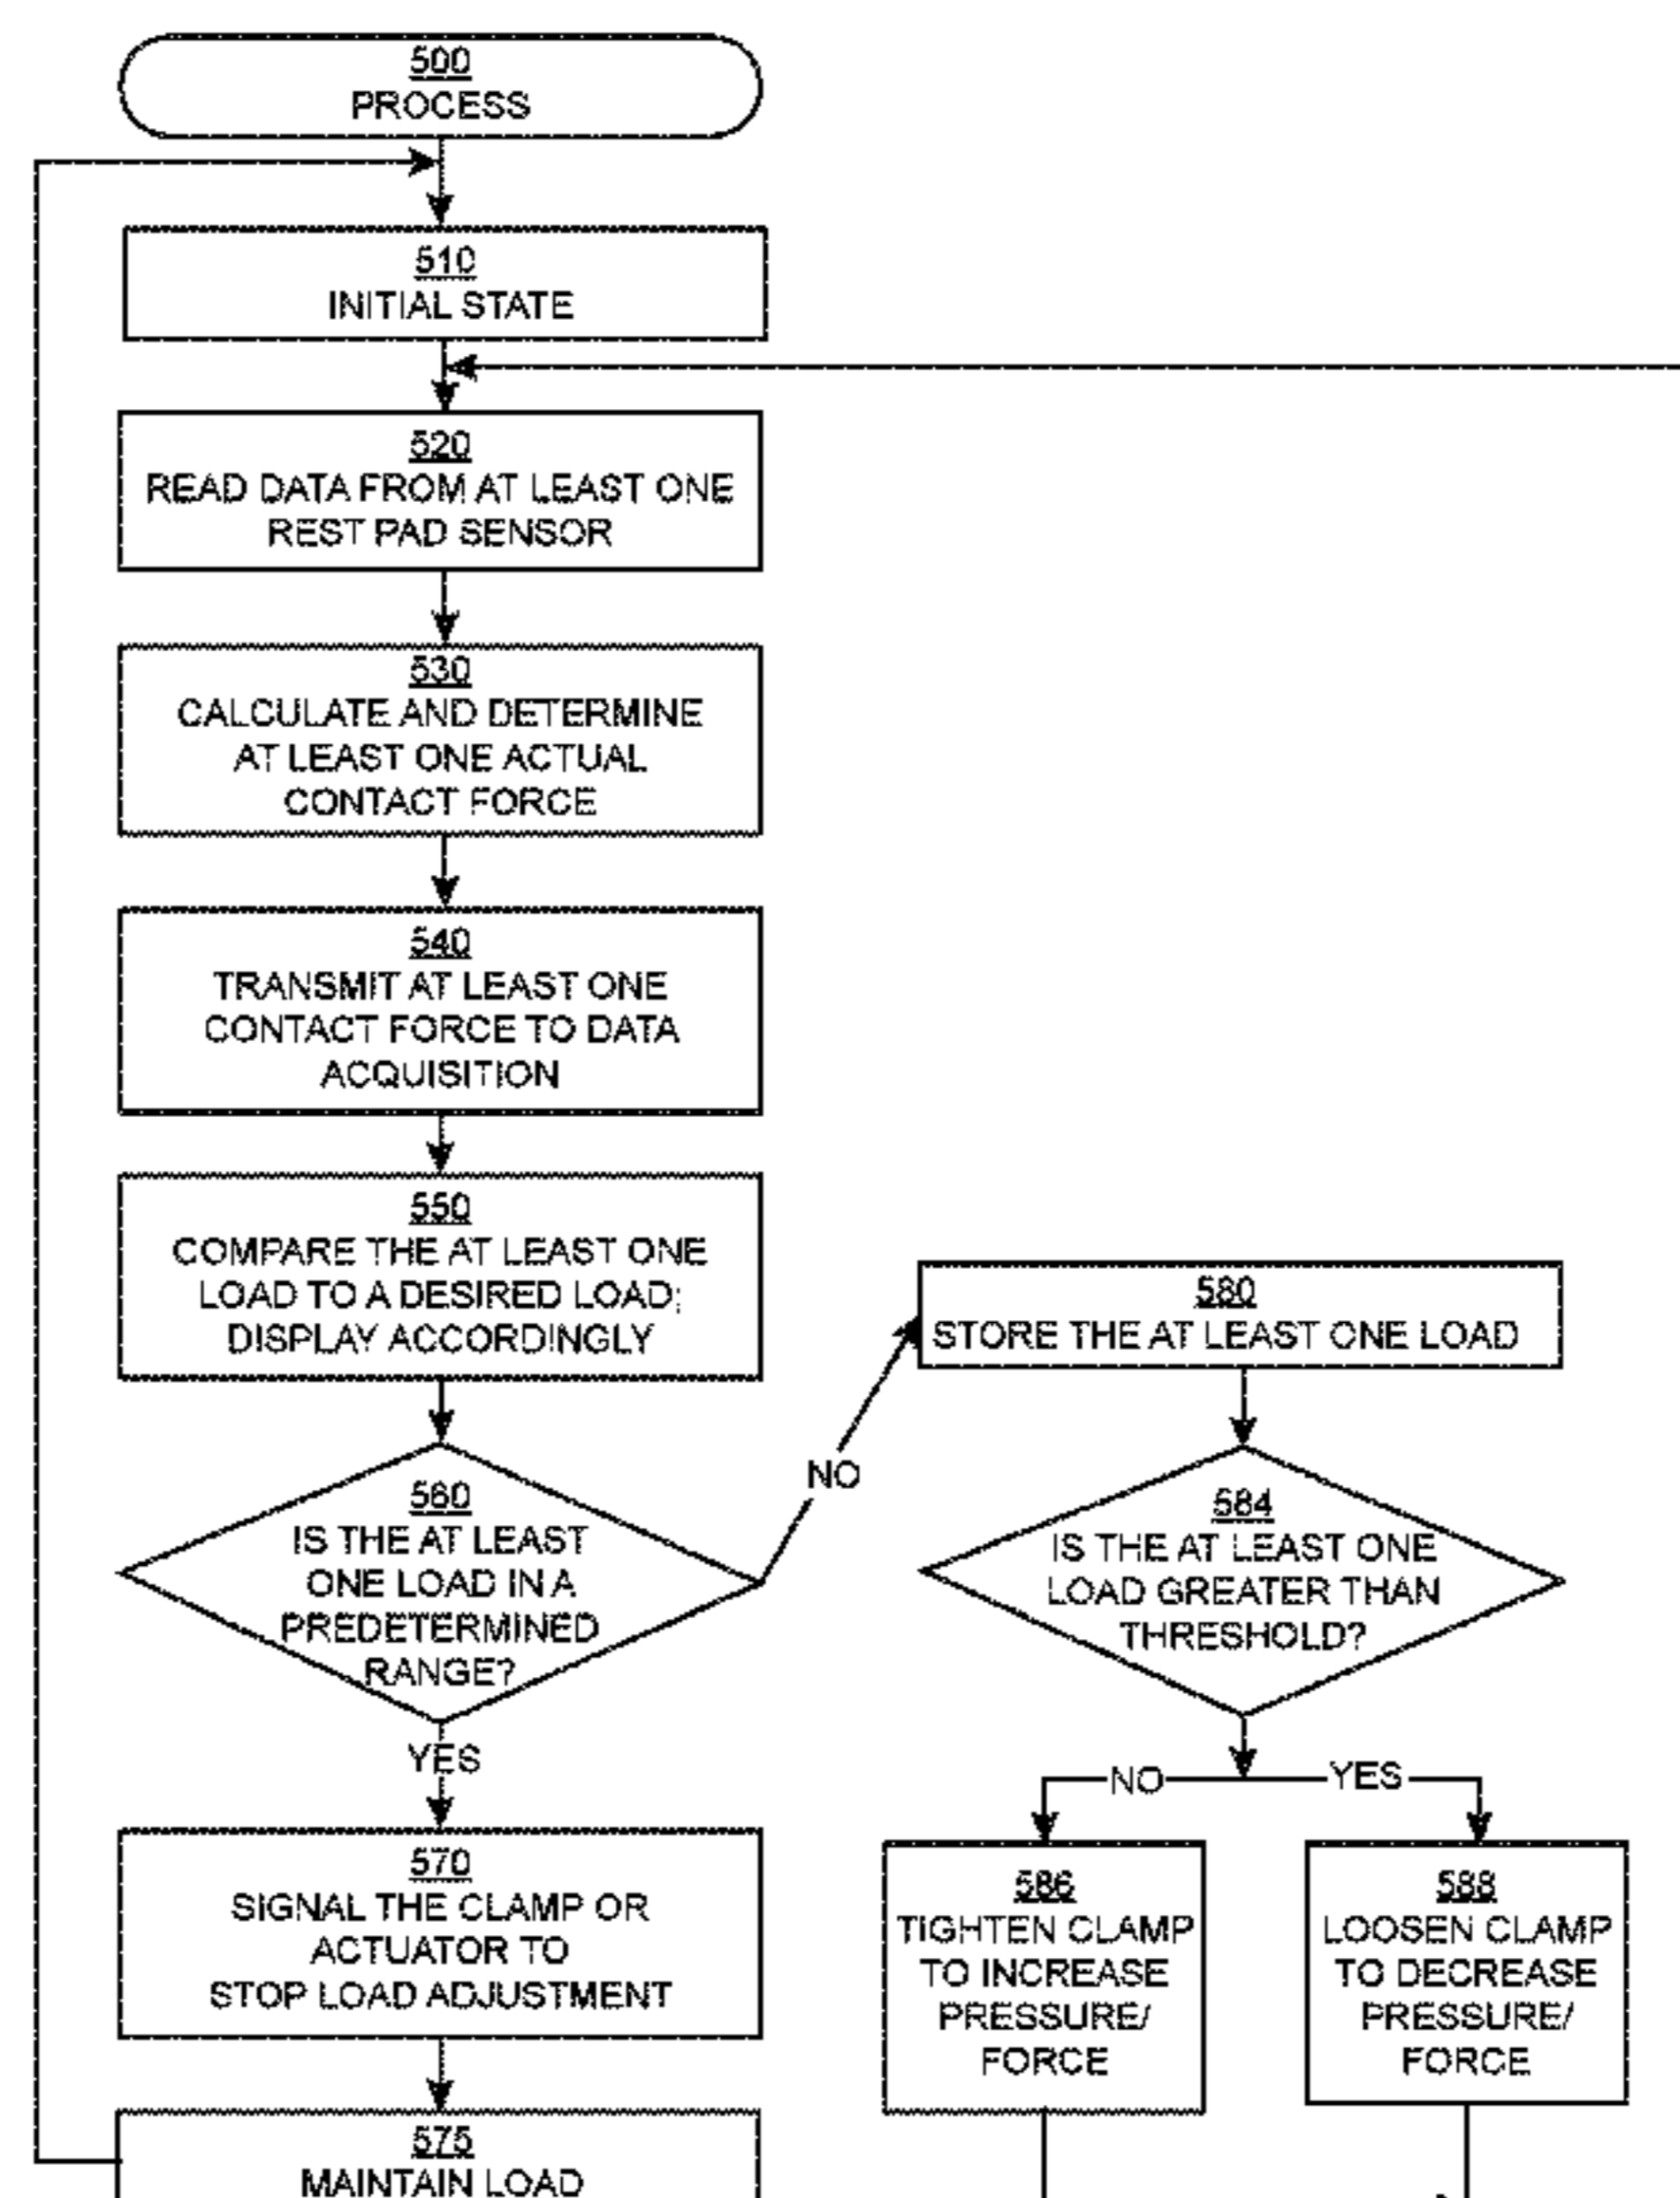 500
PROCESS
510
INITIAL STATE
520
READ DATA FROM AT LEAST ONE
REST PAD SENSOR
530
CALCULATE AND DETERMINE
AT LEAST ONE ACTUAL
CONTACT FORCE
540
TRANSMIT AT LEAST ONE
CONTACT FORCE TO DATA
ACQUISITION
550
COMPARE THE AT LEAST ONE
LOAD TO A DESIRED LOAD;
DISPLAY ACCORDINGLY
560
IS THE AT LEAST
ONE LOAD IN A
PREDETERMINED
RANGE?
NO
YES
570
SIGNAL THE CLAMP OR
ACTUATOR TO
STOP LOAD ADJUSTMENT
575
MAINTAIN LOAD
580
STORE THE AT LEAST ONE LOAD
584
IS THE AT LEAST ONE
LOAD GREATER THAN
THRESHOLD?
NO
YES
586
TIGHTEN CLAMP
TO INCREASE
PRESSURE/
FORCE
588
LOOSEN CLAMP
TO DECREASE
PRESSURE/
FORCE